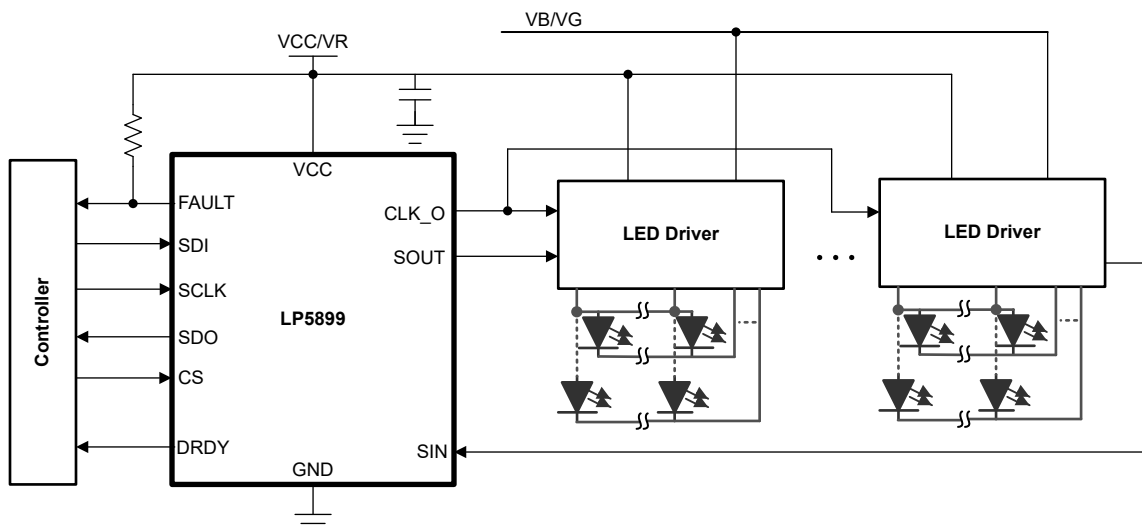 VB/VG
VCC/VR
VCC
FAULT
SDI
SCLK
SDO
CS
DRDY
GND
LP5899
CLK_O
SOUT
SIN
Controller
LED Driver
...
LED Driver